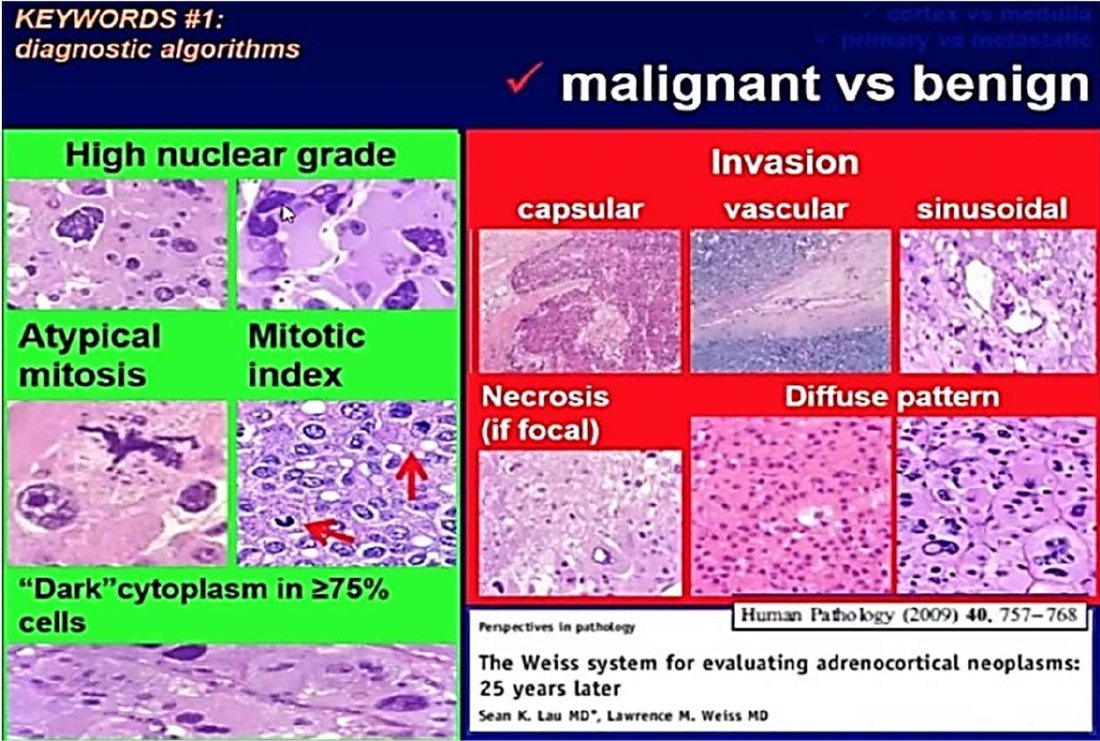 KEYWORDS #1:
diagnostic algorithms
✓ cortex vs medulla
✓ primary vs metastatic
✓ malignant vs benign
High nuclear grade
Atypical
mitosis
Mitotic
index
“Dark”cytoplasm in ≥75%
cells
Invasion
capsular
vascular
sinusoidal
Necrosis
(if focal)
Diffuse pattern
Human Pathology (2009) 40, 757–768
Perspectives in pathology
The Weiss system for evaluating adrenocortical neoplasms:
25 years later
Sean K. Lau MD*, Lawrence M. Weiss MD